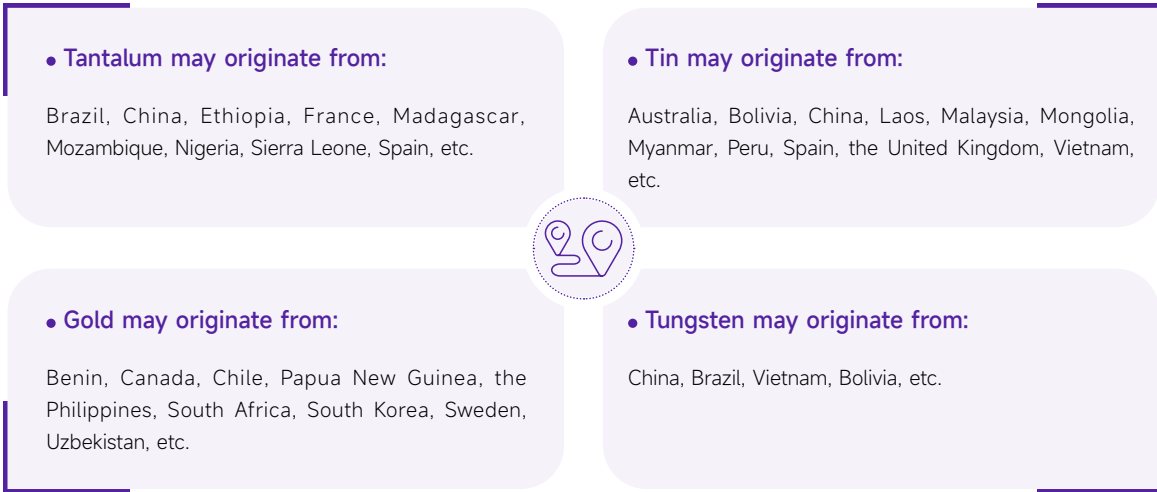 • Tantalum may originate from:
Brazil, China, Ethiopia, France, Madagascar,
Mozambique, Nigeria, Sierra Leone, Spain, etc.
• Tin may originate from:
Australia, Bolivia, China, Laos, Malaysia, Mongolia,
Myanmar, Peru, Spain, the United Kingdom, Vietnam,
etc.
• Gold may originate from:
Benin, Canada, Chile, Papua New Guinea, the
Philippines, South Africa, South Korea, Sweden,
Uzbekistan, etc.
• Tungsten may originate from:
China, Brazil, Vietnam, Bolivia, etc.